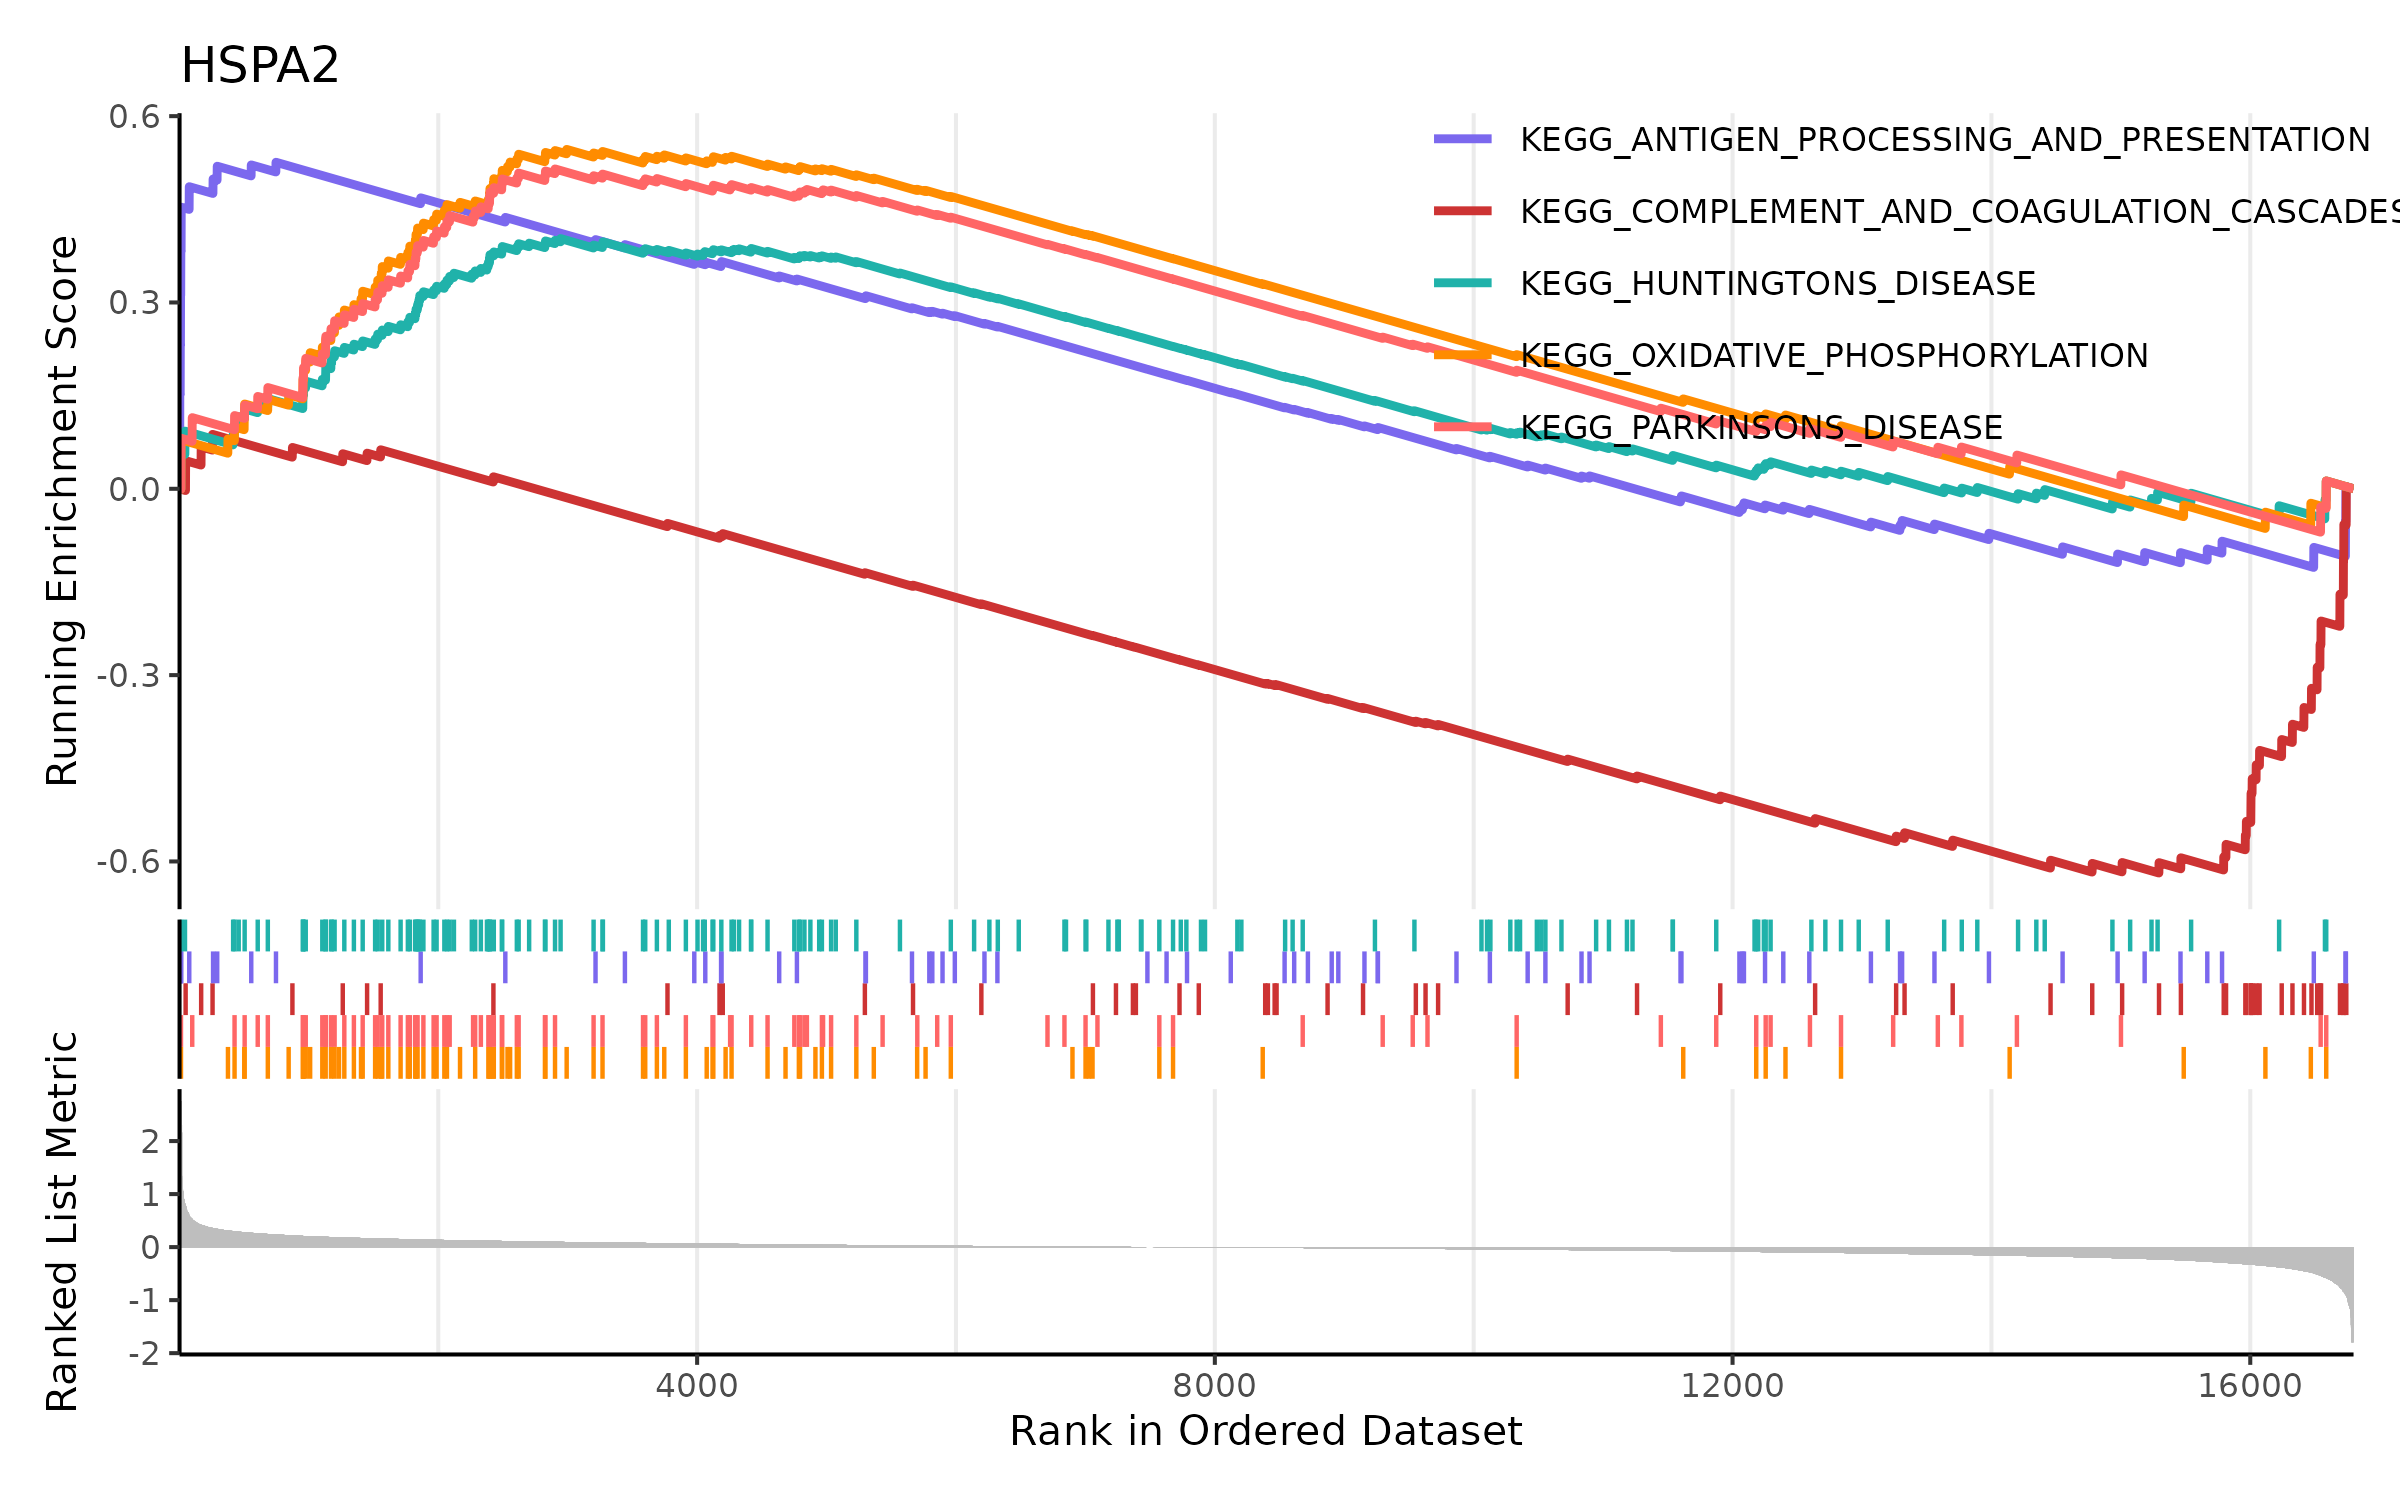 HSPA2
Running Enrichment Score
0.6
0.3
0.0
-0.3
-0.6
KEGG_ANTIGEN_PROCESSING_AND_PRESENTATION
KEGG_COMPLEMENT_AND_COAGULATION_CASCADES
KEGG_HUNTINGTONS_DISEASE
KEGG_OXIDATIVE_PHOSPHORYLATION
KEGG_PARKINSONS_DISEASE
Ranked List Metric
2
1
0
-1
-2
4000
8000
12000
16000
Rank in Ordered Dataset